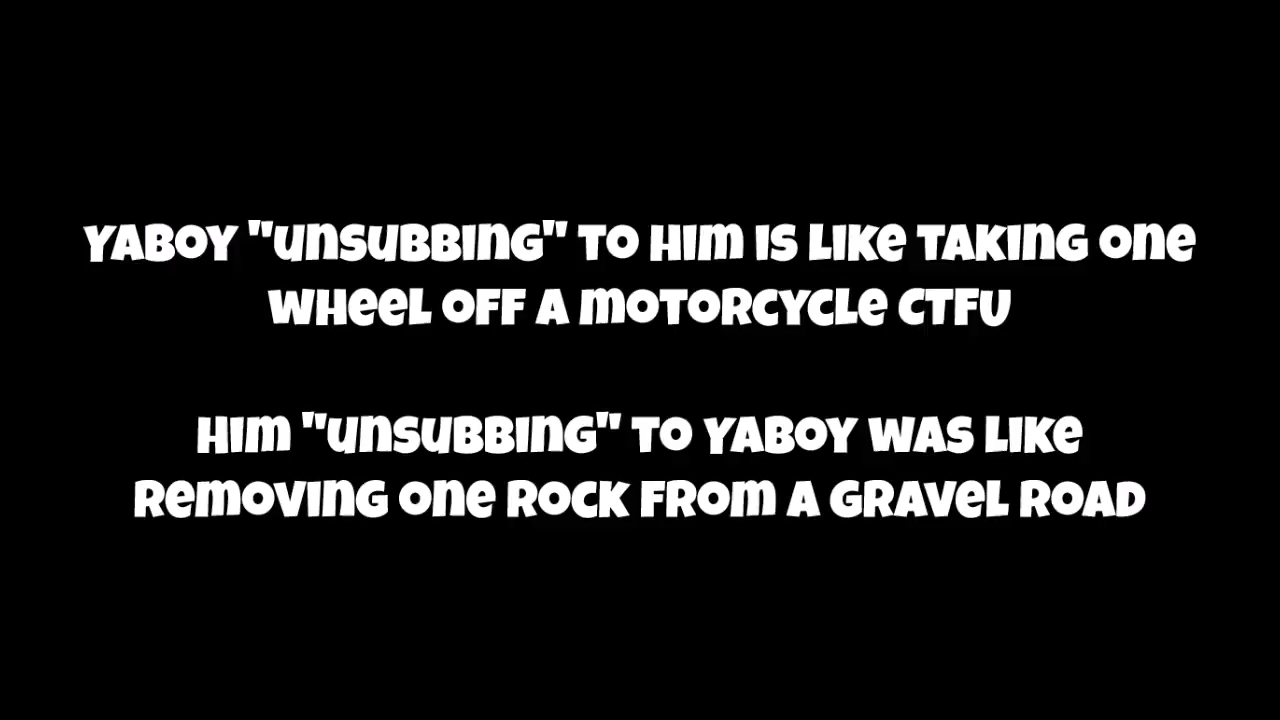 YABOY "UNSUBBING" TO HIM IS LIKE TAKING ONE
WHEEL OFF A MOTORCYCLE CTFU
HIM "UNSUBBING" TO YABOY WAS LIKE
REMOVING ONE ROCK FROM A GRAVEL ROAD